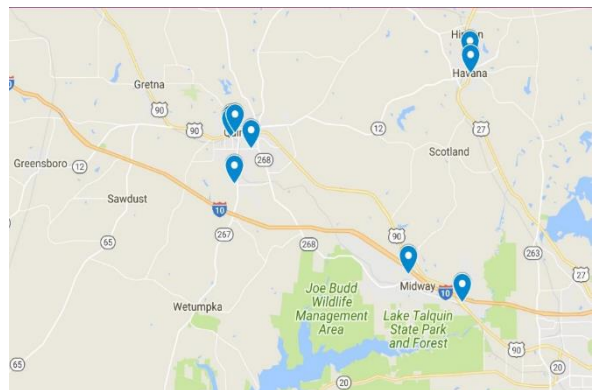 Havana
Gretna
90
90
12
27
Greensboro
12
268
Scotland
Sawdust
10
65
267
268
90
263
27
Midway
10
Joe Budd
Wildlife
Management
Area
Lake Talquin
State Park
and Forest
Wetumpka
90
65
20
20